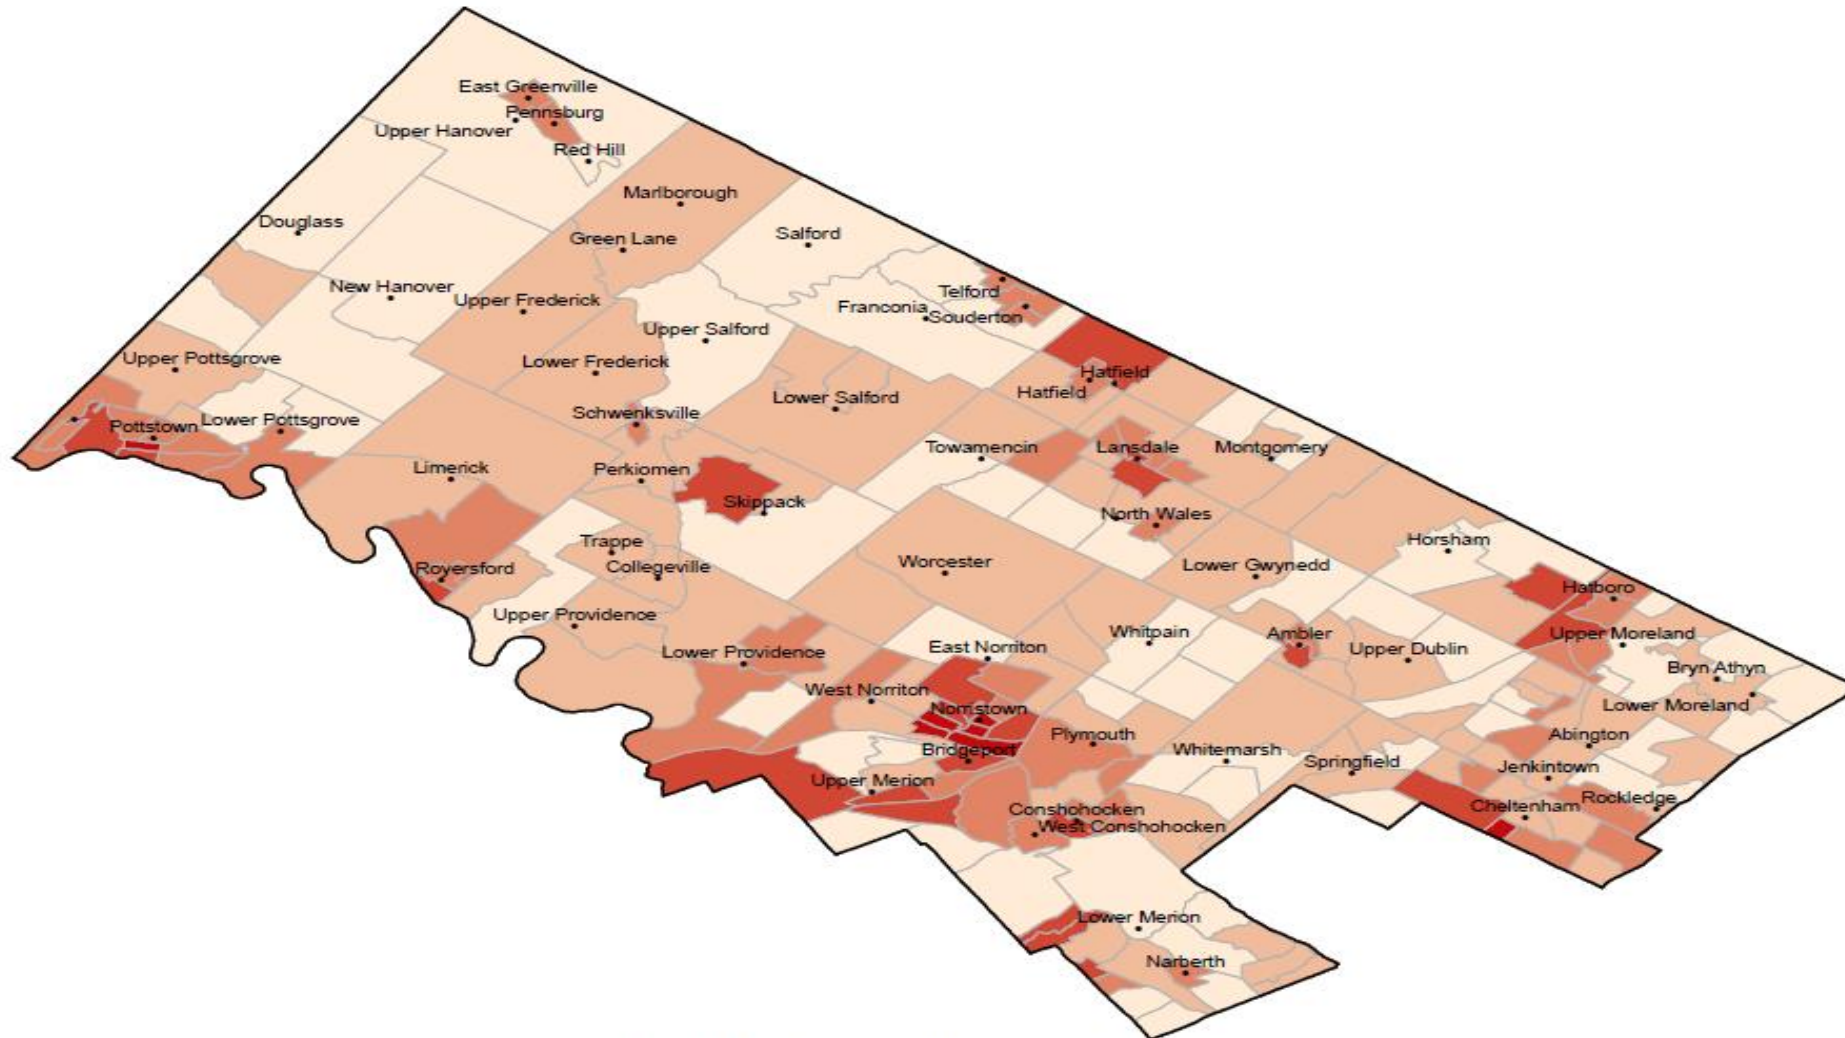 East Greenville
Pennsburg
Upper Hanover
Red Hill
Marlborough
Douglass
Green Lane
Salford
New Hanover
Upper Frederick
Telford
Franconia
Souderton
Upper Salford
Upper Pottsgrove
Lower Frederick
Hatfield
Hatfield
Lower Salford
Schwenksville
Lower Pottsgrove
Pottstown
Towamencin
Lansdale
Montgomery
Limerick
Perkiomen
Skippack
North Wales
Trappe
Horsham
Royersford
Collegeville
Worcester
Lower Gwynedd
Hatboro
Upper Providence
Whitpain
Ambler
Upper Moreland
East Norriton
Upper Dublin
Lower Providence
Bryn Athyn
West Norriton
Lower Moreland
Norristown
Plymouth
Abington
Bridgeport
Whitemarsh
Springfield
Jenkintown
Upper Merion
Rockledge
Cheltenham
Conshohocken
West Conshohocken
Lower Merion
Narberth